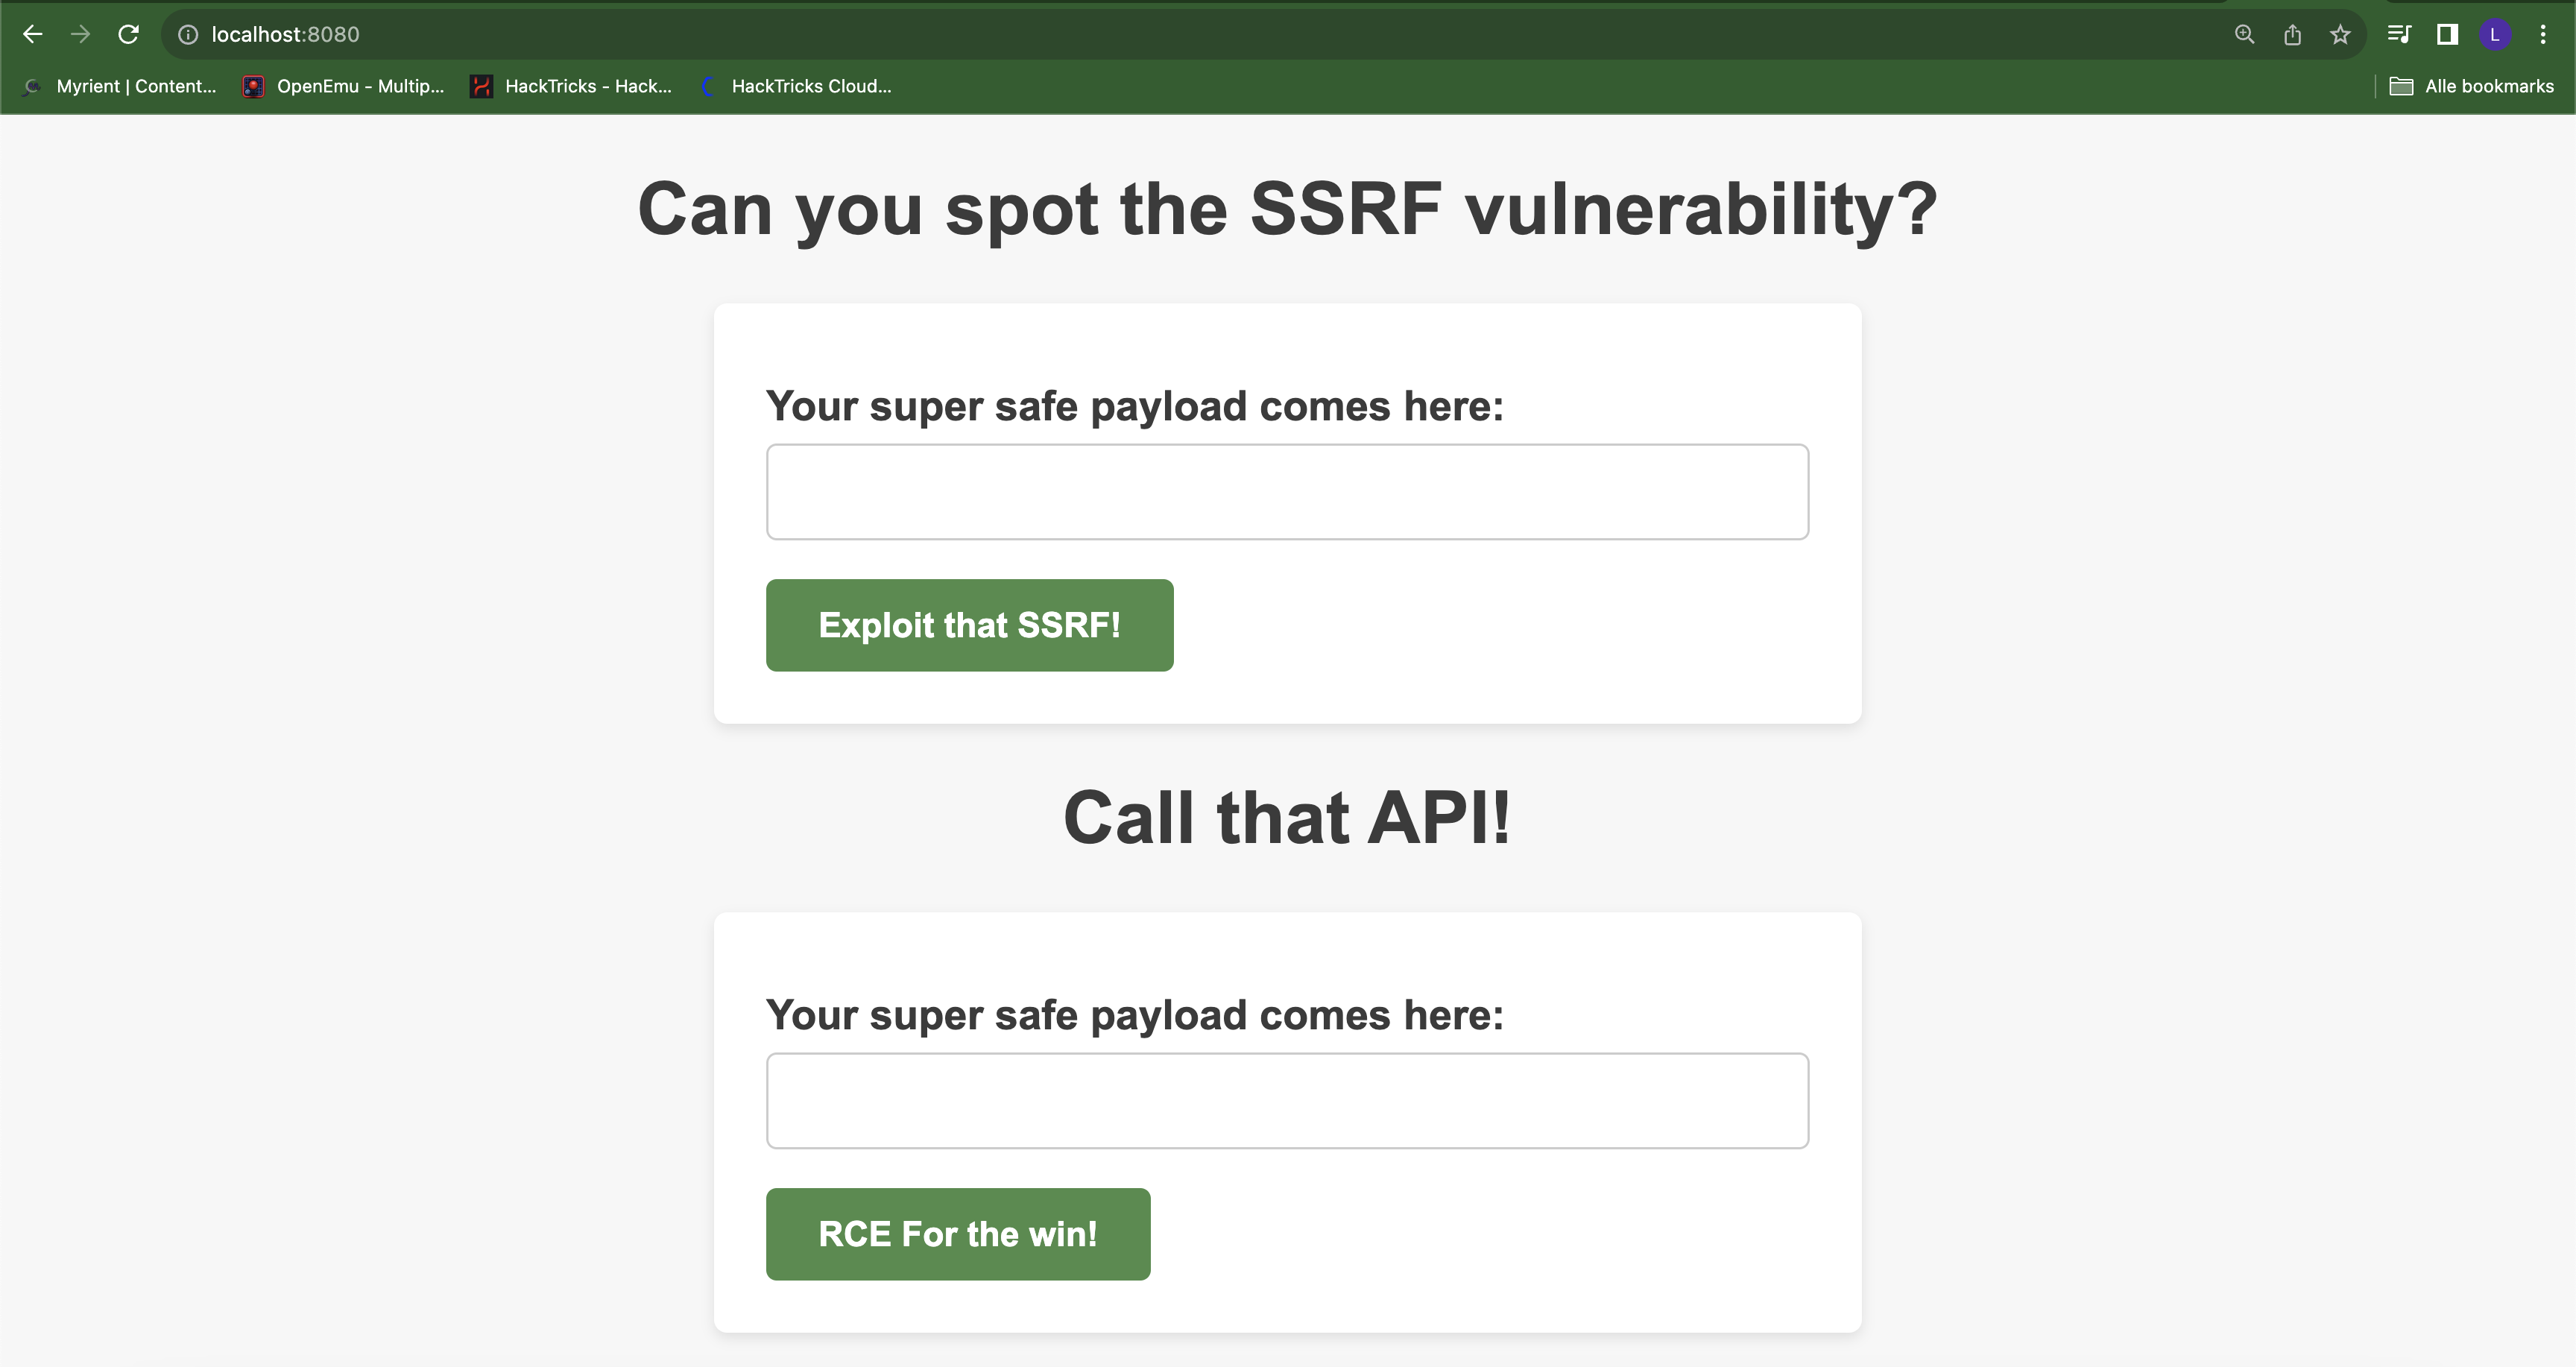 localhost:8080
L
Myrient | Content... OpenEmu - Multip... HackTricks - Hack... HackTricks Cloud... Alle bookmarks
Can you spot the SSRF vulnerability?
Your super safe payload comes here:
Exploit that SSRF!
Call that API!
Your super safe payload comes here:
RCE For the win!